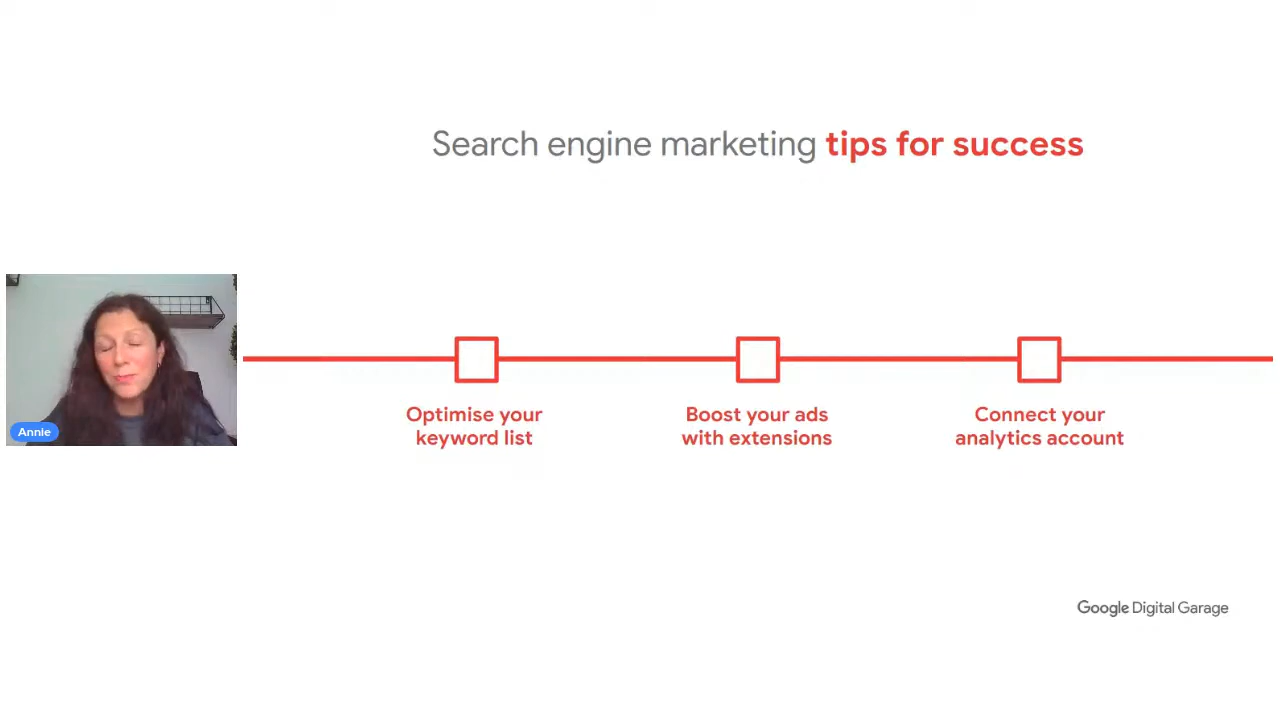 Search engine marketing tips for success
Annie
Optimise your
keyword list
Boost your ads
with extensions
Connect your
analytics account
Google Digital Garage